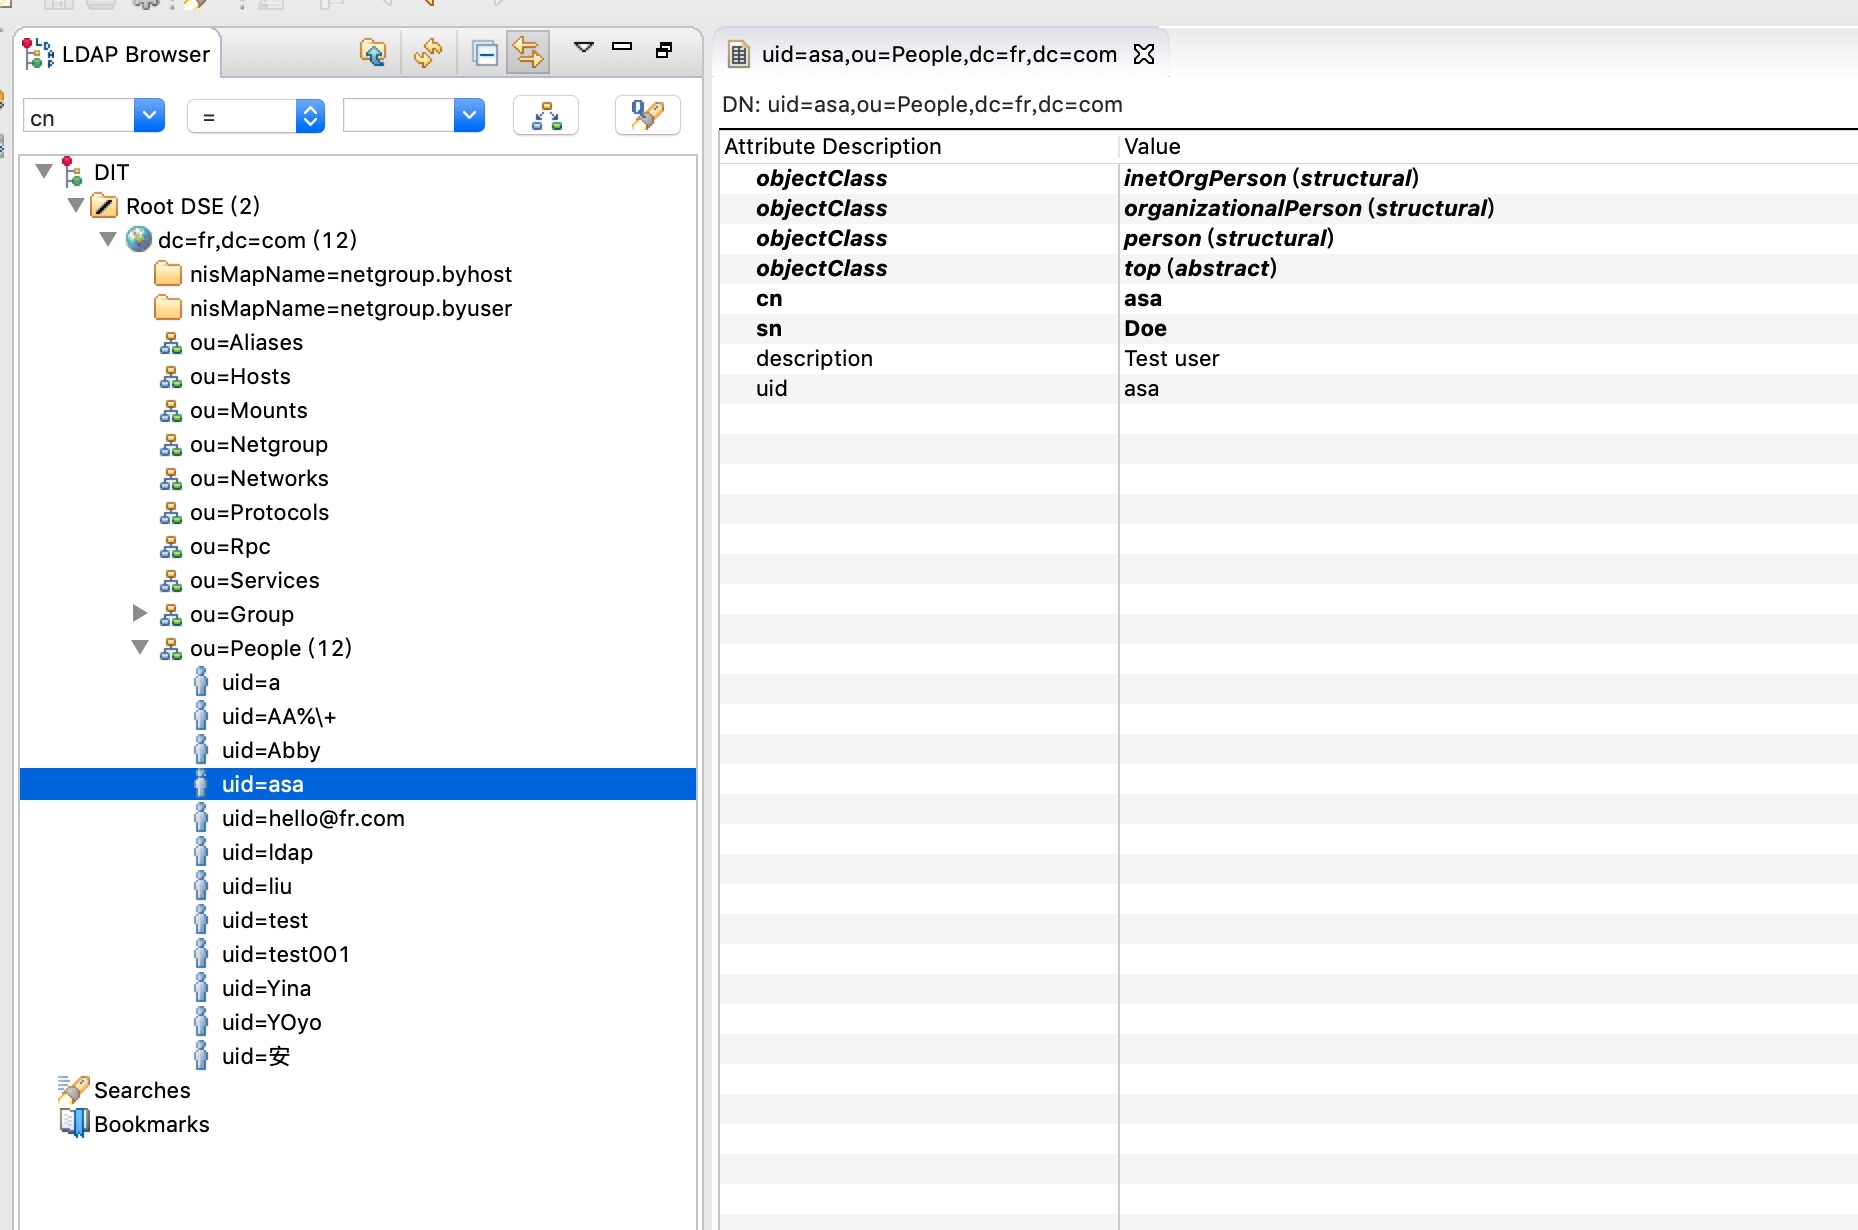 LDAP Browser
cn
=
DIT
Root DSE (2)
dc=fr,dc=com (12)
nisMapName=netgroup.byhost
nisMapName=netgroup.byuser
ou=Aliases
ou=Hosts
ou=Mounts
ou=Netgroup
ou=Networks
ou=Protocols
ou=Rpc
ou=Services
ou=Group
ou=People (12)
uid=a
uid=AA%\+
uid=Abby
uid=asa
uid=hello@fr.com
uid=ldap
uid=liu
uid=test
uid=test001
uid=Yina
uid=YOyo
uid=安
Searches
Bookmarks
uid=asa,ou=People,dc=fr,dc=com
DN: uid=asa,ou=People,dc=fr,dc=com
Attribute Description Value
objectClass inetOrgPerson (structural)
objectClass organizationalPerson (structural)
objectClass person (structural)
objectClass top (abstract)
cn asa
sn Doe
description Test user
uid asa